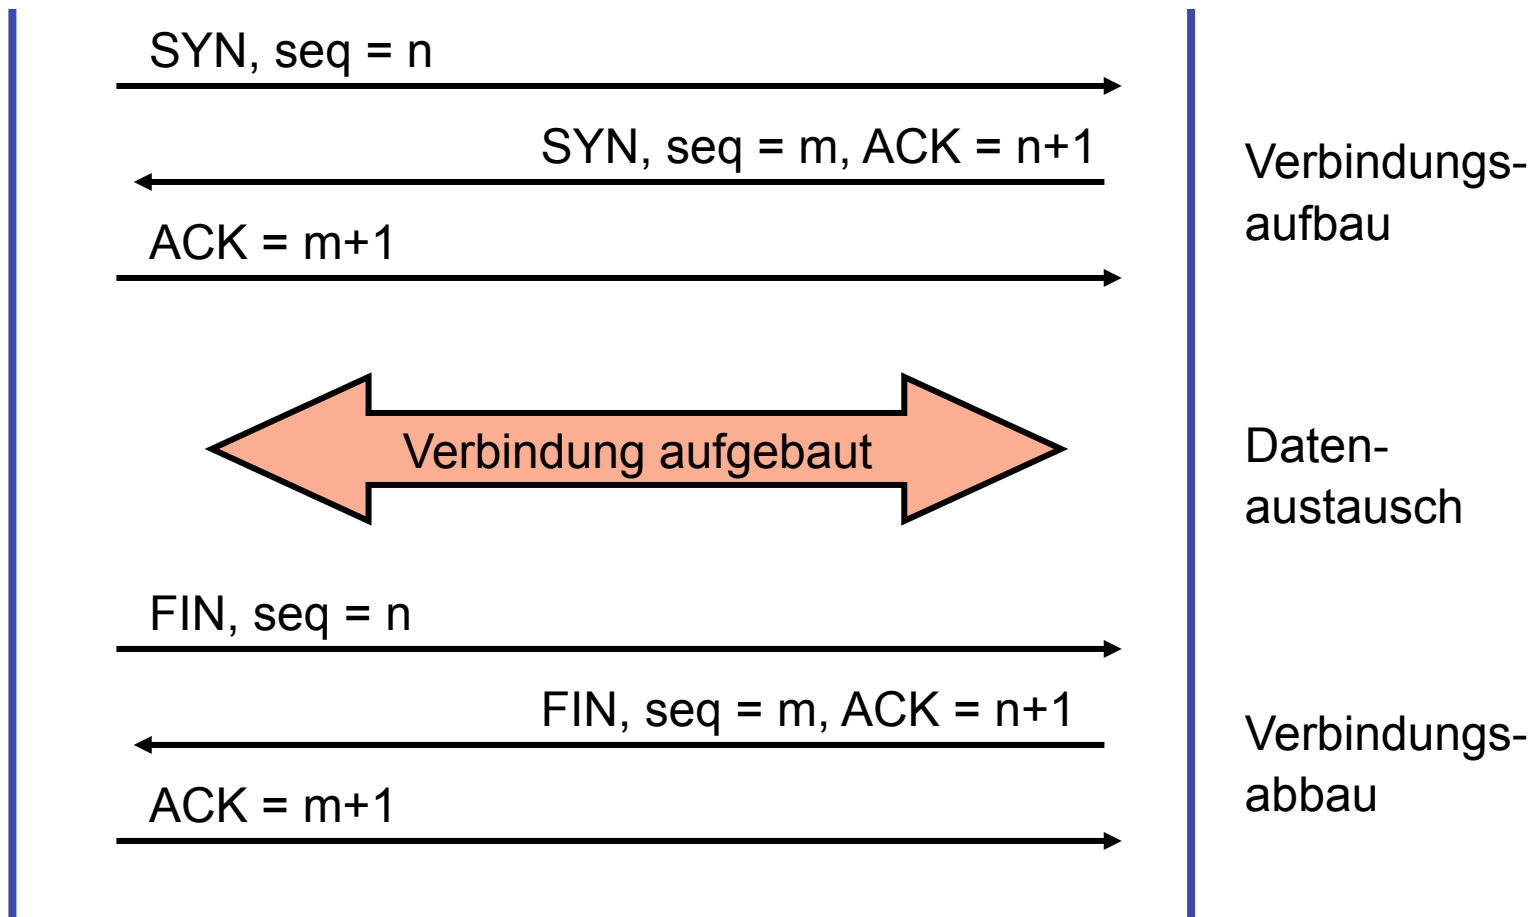 SYN, seq = n
SYN, seq = m, ACK = n+1
Verbindungs-
aufbau
ACK = m+1
Verbindung aufgebaut
Daten-
austausch
FIN, seq = n
FIN, seq = m, ACK = n+1
Verbindungs-
abbau
ACK = m+1